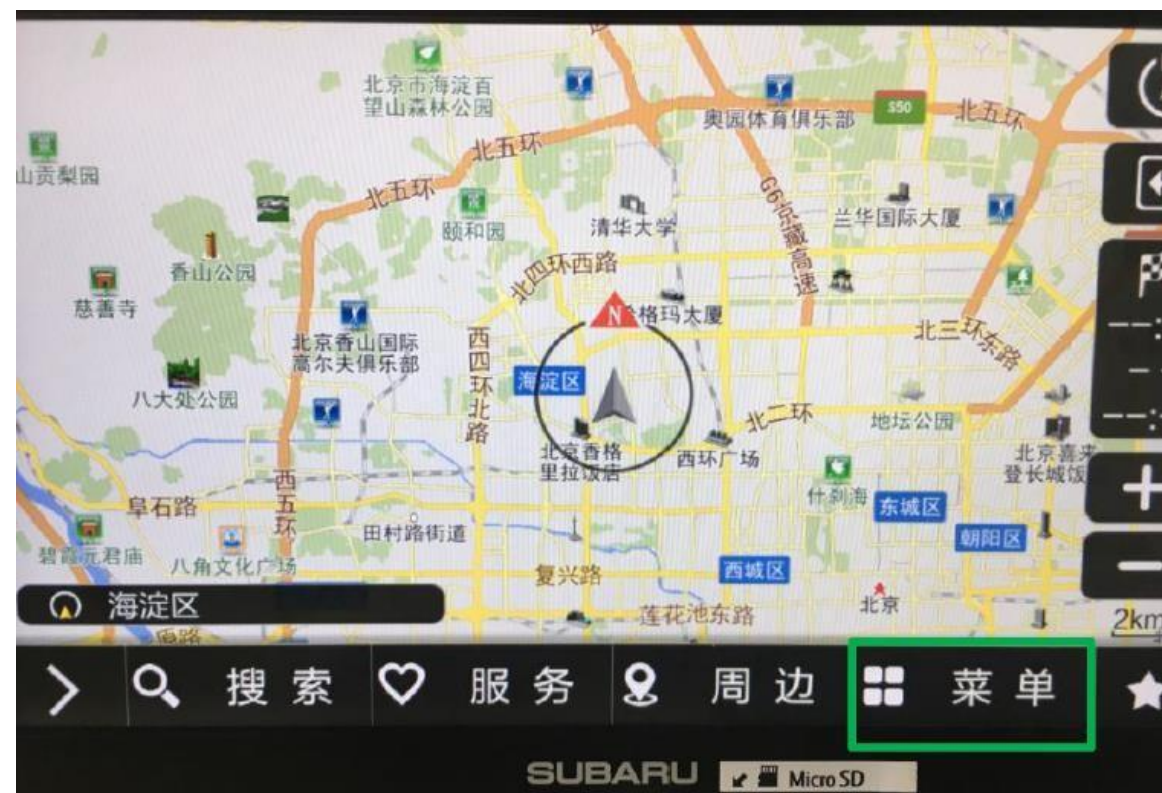 北京市海淀百
望山森林公园
奥园体育俱乐部
S50
北五环
北五环
山贡梨园
北五环
颐和园
清华大学
G6京藏高速
兰华国际大厦
香山公园
北四环西路
慈善寺
N
格玛大厦
北京香山国际
高尔夫俱乐部
西四环北路
北三环东路
海淀区
八大处公园
北二环
地坛公园
北京香格
里拉饭店
西环广场
北京喜来
登长城饭
什刹海
西五环
阜石路
东城区
田村路街道
朝阳区
碧霞元君庙
八角文化广场
复兴路
西城区
海淀区
北京
莲花池东路
2km
搜索
服务
周边
菜单
SUBARU
Micro SD